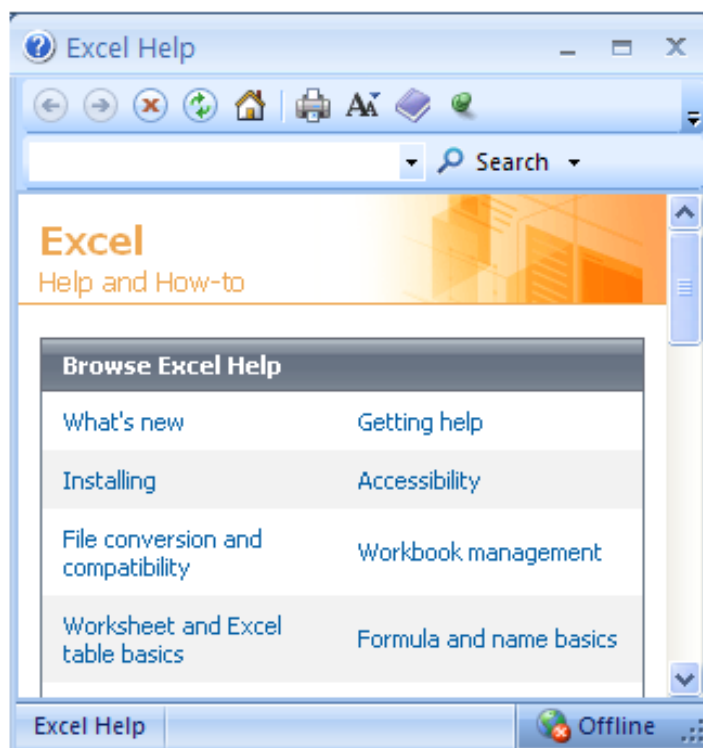 Excel Help
Search
Excel
Help and How-to
Browse Excel Help
What's new
Getting help
Installing
Accessibility
File conversion and
compatibility
Workbook management
Worksheet and Excel
table basics
Formula and name basics
Excel Help
Offline